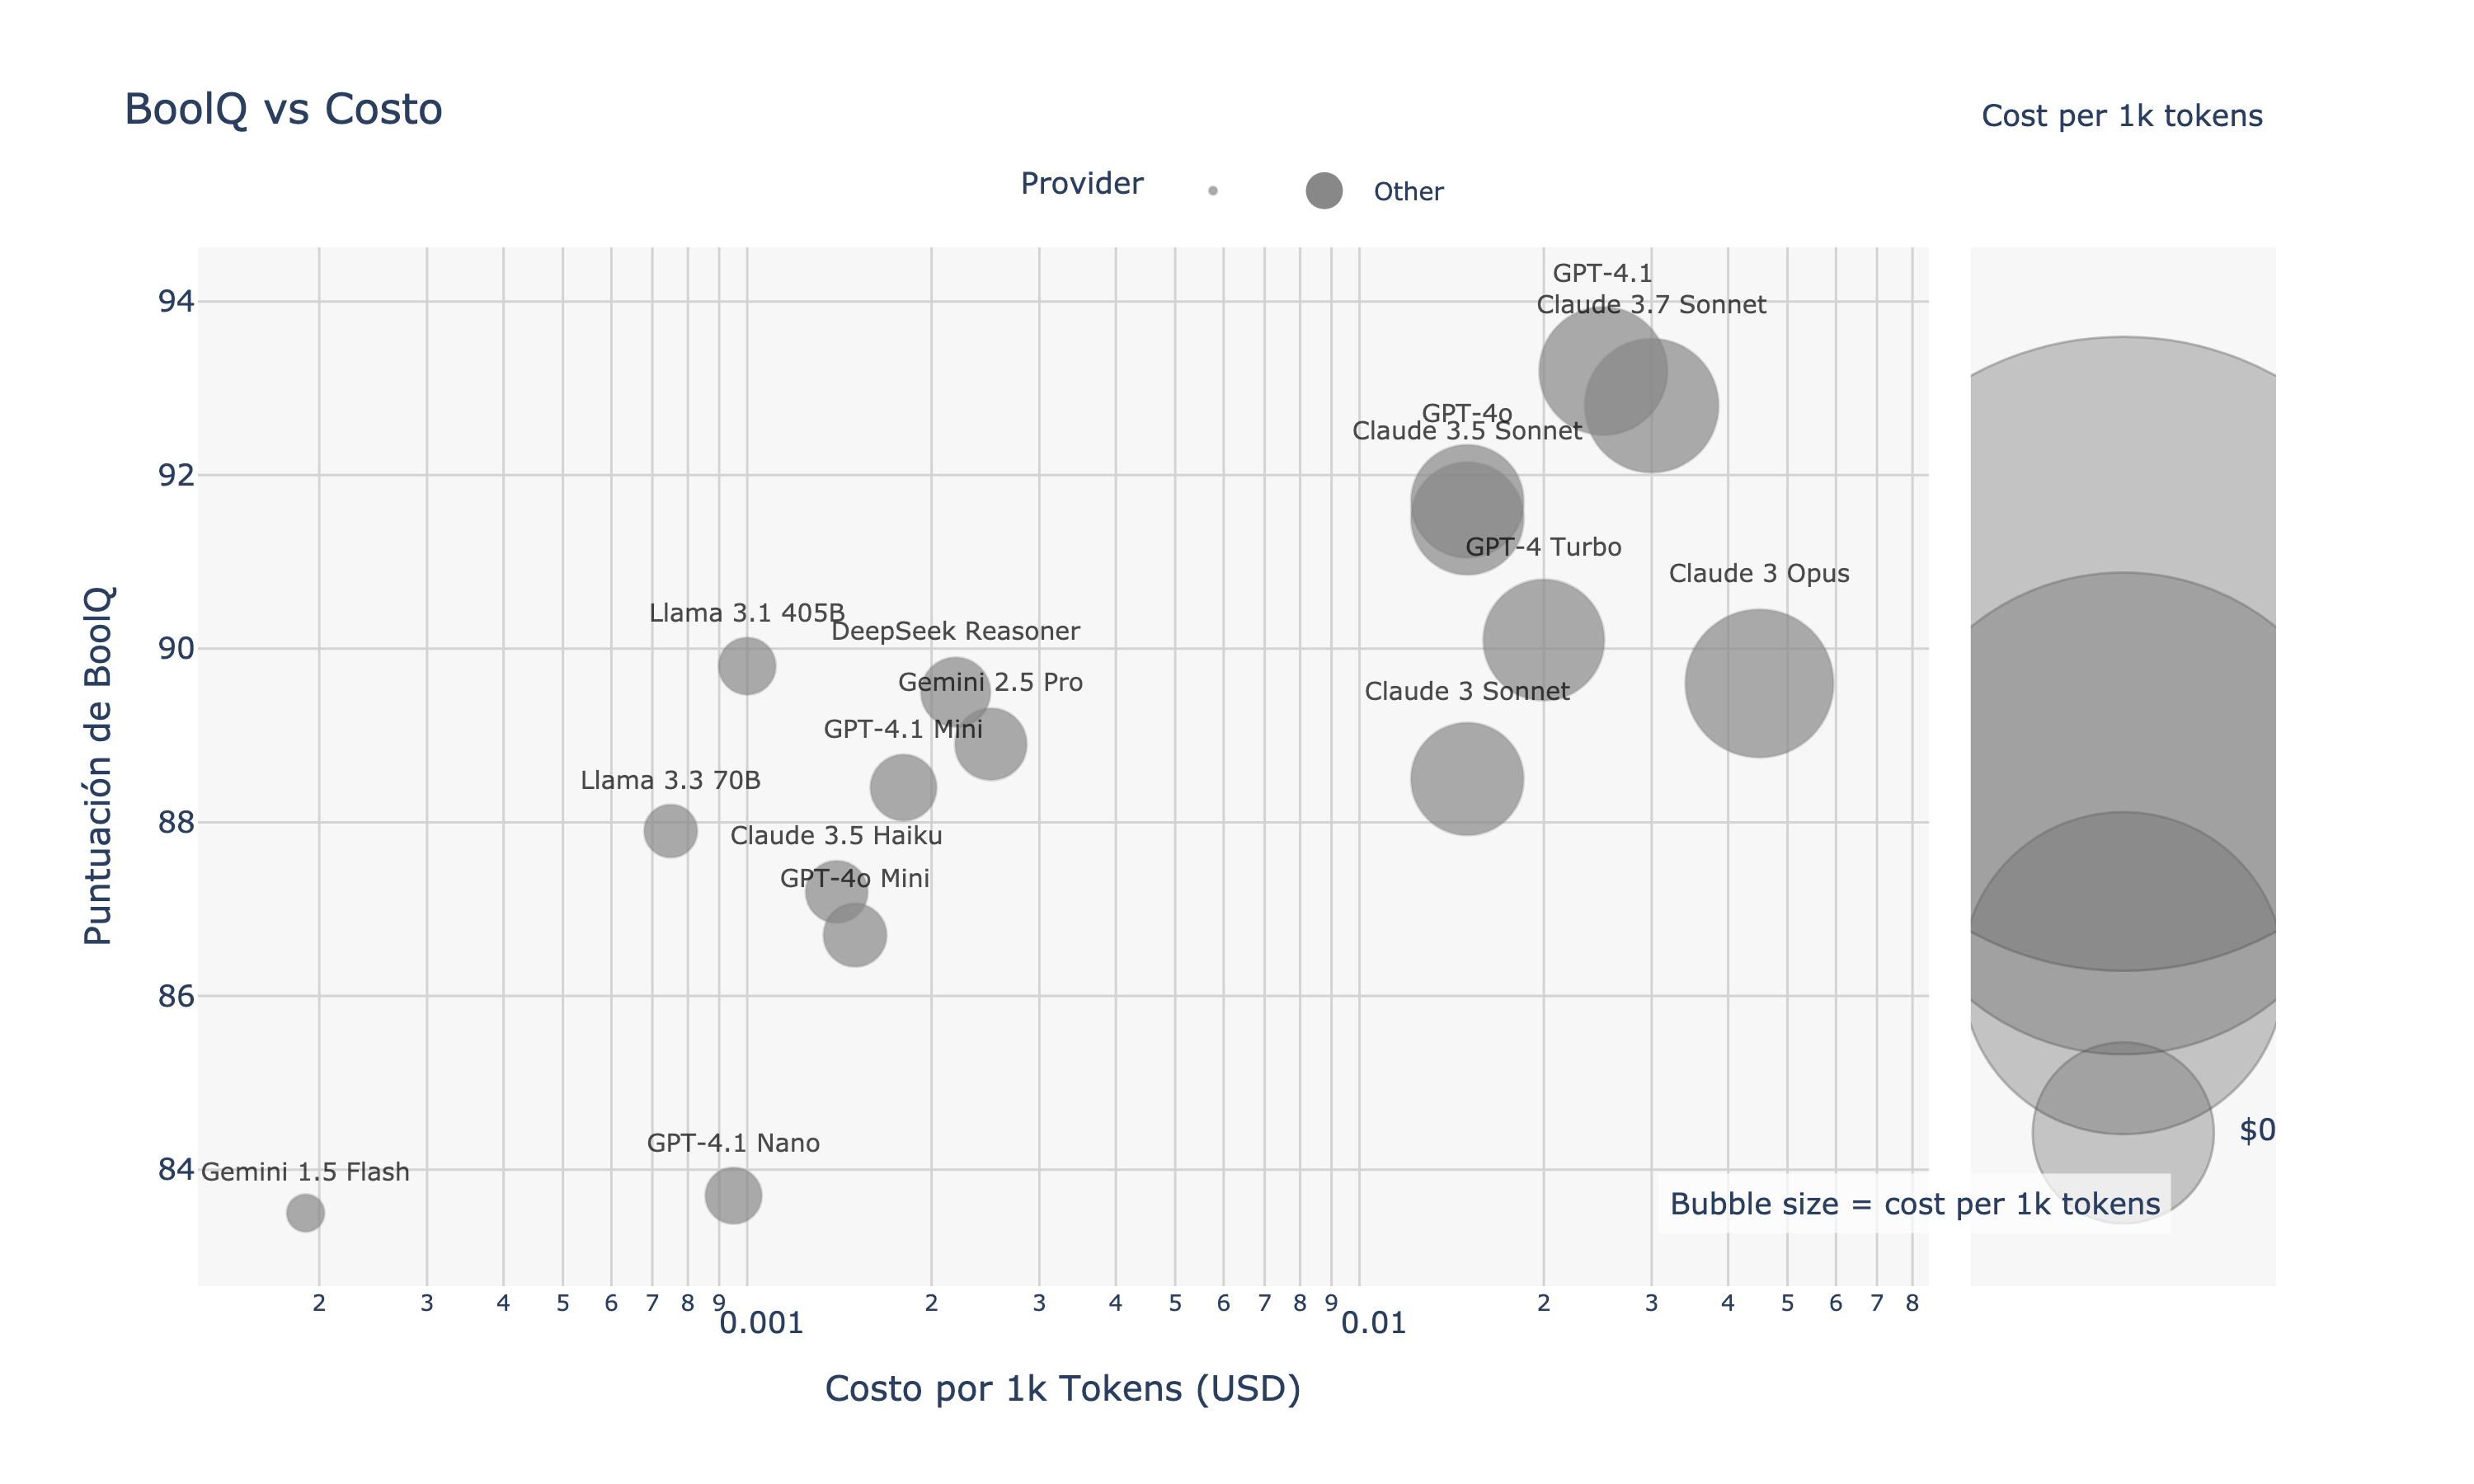 BoolQ vs Costo
Cost per 1k tokens
Provider
Other
GPT-4.1
94
Claude 3.7 Sonnet
GPT-4o
Claude 3.5 Sonnet
92
GPT-4 Turbo
Claude 3 Opus
Llama 3.1 405B
DeepSeek Reasoner
90
Gemini 2.5 Pro
Claude 3 Sonnet
GPT-4.1 Mini
Llama 3.3 70B
88
Claude 3.5 Haiku
GPT-4o Mini
86
Puntuación de BoolQ
$0
GPT-4.1 Nano
84
Gemini 1.5 Flash
Bubble size = cost per 1k tokens
2 3 4 5 6 7 8 9 2 3 4 5 6 7 8 9 2 3 4 5 6 7 8
0.001 0.01
Costo por 1k Tokens (USD)